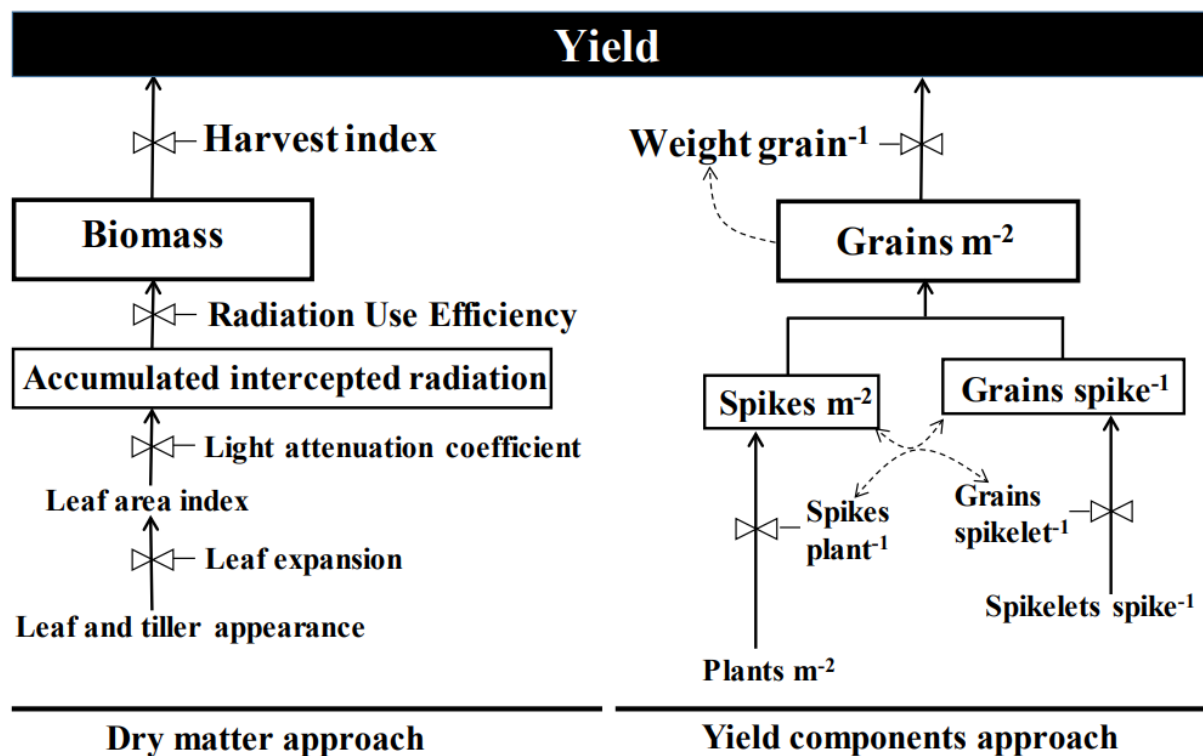 Yield
Harvest index
Biomass
Radiation Use Efficiency
Accumulated intercepted radiation
Light attenuation coefficient
Leaf area index
Leaf expansion
Leaf and tiller appearance
Dry matter approach
Weight grain⁻¹
Grains m⁻²
Spikes m⁻²
Grains spike⁻¹
Spikes
plant⁻¹
Grains
spikelet⁻¹
Spikelets spike⁻¹
Plants m⁻²
Yield components approach